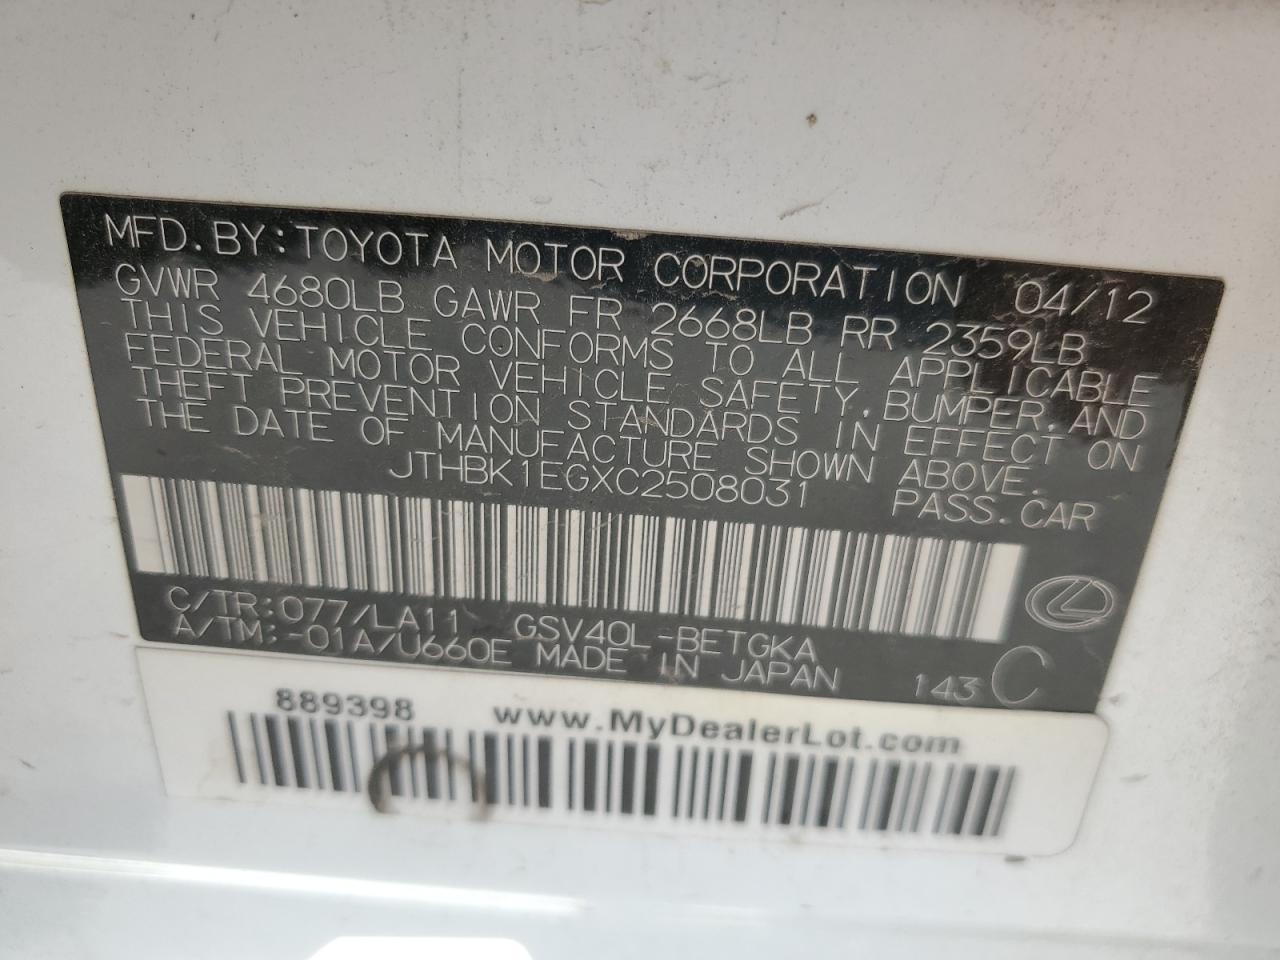 MFD.BY:TOYOTA MOTOR CORPORATION 04/12
GVWR 4680LB GAWR FR 2668LB RR 2359LB
THIS VEHICLE CONFORMS TO ALL APPLICABLE
FEDERAL MOTOR VEHICLE SAFETY,BUMPER,AND
THEFT PREVENTION STANDARDS IN EFFECT ON
THE DATE OF MANUFACTURE SHOWN ABOVE.
JTHBK1EGXC2508031 PASS.CAR
C/TR:077/LA11 GSV40L-BETGKA
A/TM:-01A/U660E MADE IN JAPAN 143 C
889398 www.MyDealerLot.com